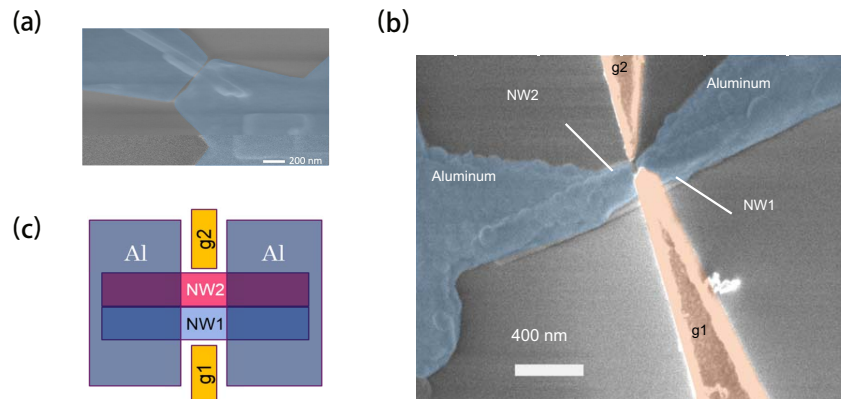 (a)
200 nm
(b)
g2
Aluminum
NW2
Aluminum
NW1
g1
400 nm
(c)
g2
Al
Al
NW2
NW1
g1